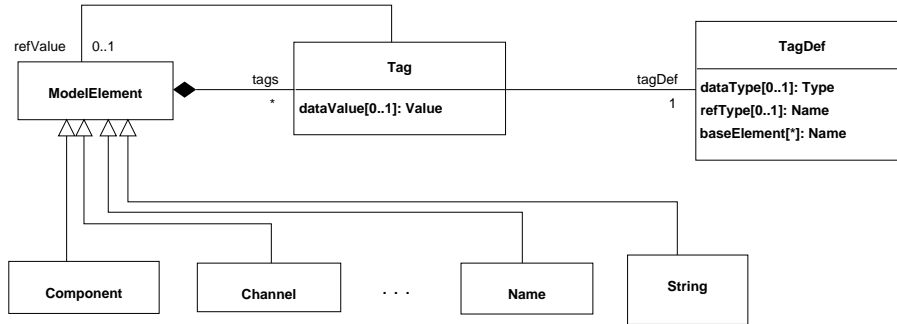 refValue 0..1
ModelElement
tags
*
Tag
dataValue[0..1]: Value
tagDef
1
TagDef
dataType[0..1]: Type
refType[0..1]: Name
baseElement[*]: Name
Component
Channel
. . .
Name
String